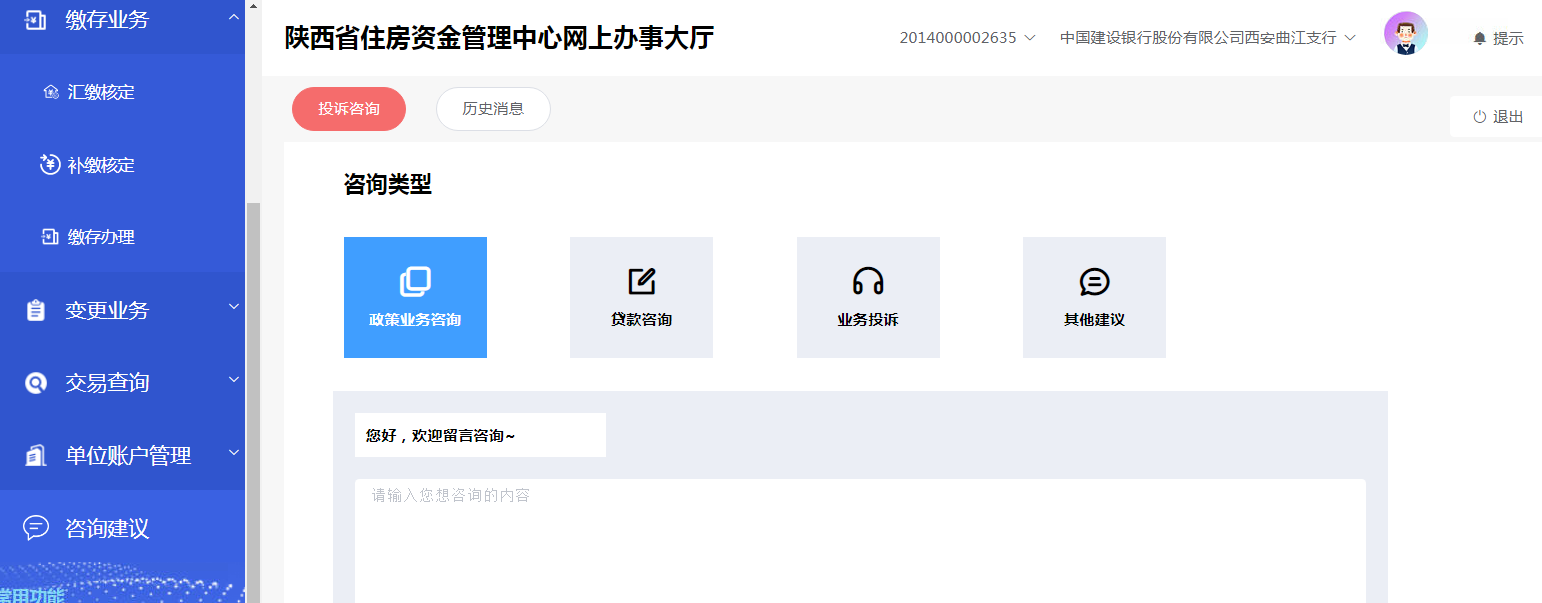 缴存业务
汇缴核定
补缴核定
缴存办理
变更业务
交易查询
单位账户管理
咨询建议
常用功能
陕西省住房资金管理中心网上办事大厅
2014000002635
中国建设银行股份有限公司西安曲江支行
提示
退出
投诉咨询
历史消息
咨询类型
政策业务咨询
贷款咨询
业务投诉
其他建议
您好，欢迎留言咨询~
请输入您想咨询的内容